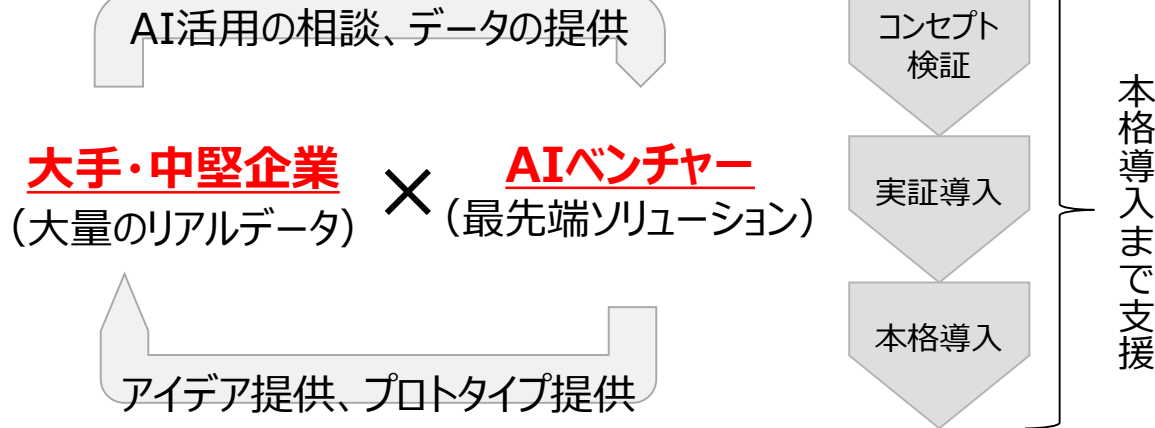 AI活用の相談、データの提供
大手・中堅企業
(大量のリアルデータ)
×
AIベンチャー
(最先端ソリューション)
アイデア提供、プロトタイプ提供
コンセプト
検証
実証導入
本格導入
本格導入まで支援